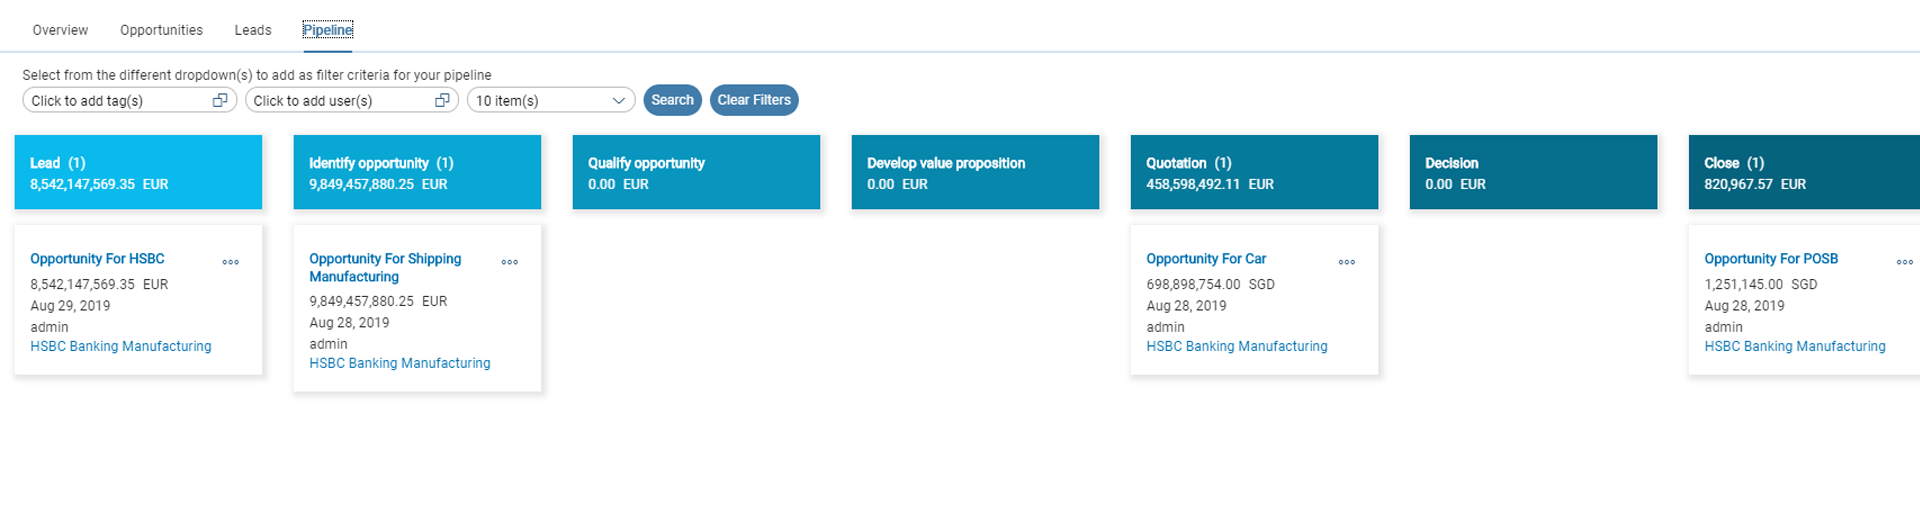 Overview Opportunities Leads Pipeline
Select from the different dropdown(s) to add as filter criteria for your pipeline
Click to add tag(s) Click to add user(s) 10 item(s) Search Clear Filters
Lead (1)
8,542,147,569.35 EUR
Identify opportunity (1)
9,849,457,880.25 EUR
Qualify opportunity
0.00 EUR
Develop value proposition
0.00 EUR
Quotation (1)
458,598,492.11 EUR
Decision
0.00 EUR
Close (1)
820,967.57 EUR
Opportunity For HSBC
8,542,147,569.35 EUR
Aug 29, 2019
admin
HSBC Banking Manufacturing
Opportunity For Shipping
Manufacturing
9,849,457,880.25 EUR
Aug 28, 2019
admin
HSBC Banking Manufacturing
Opportunity For Car
698,898,754.00 SGD
Aug 28, 2019
admin
HSBC Banking Manufacturing
Opportunity For POSB
1,251,145.00 SGD
Aug 28, 2019
admin
HSBC Banking Manufacturing